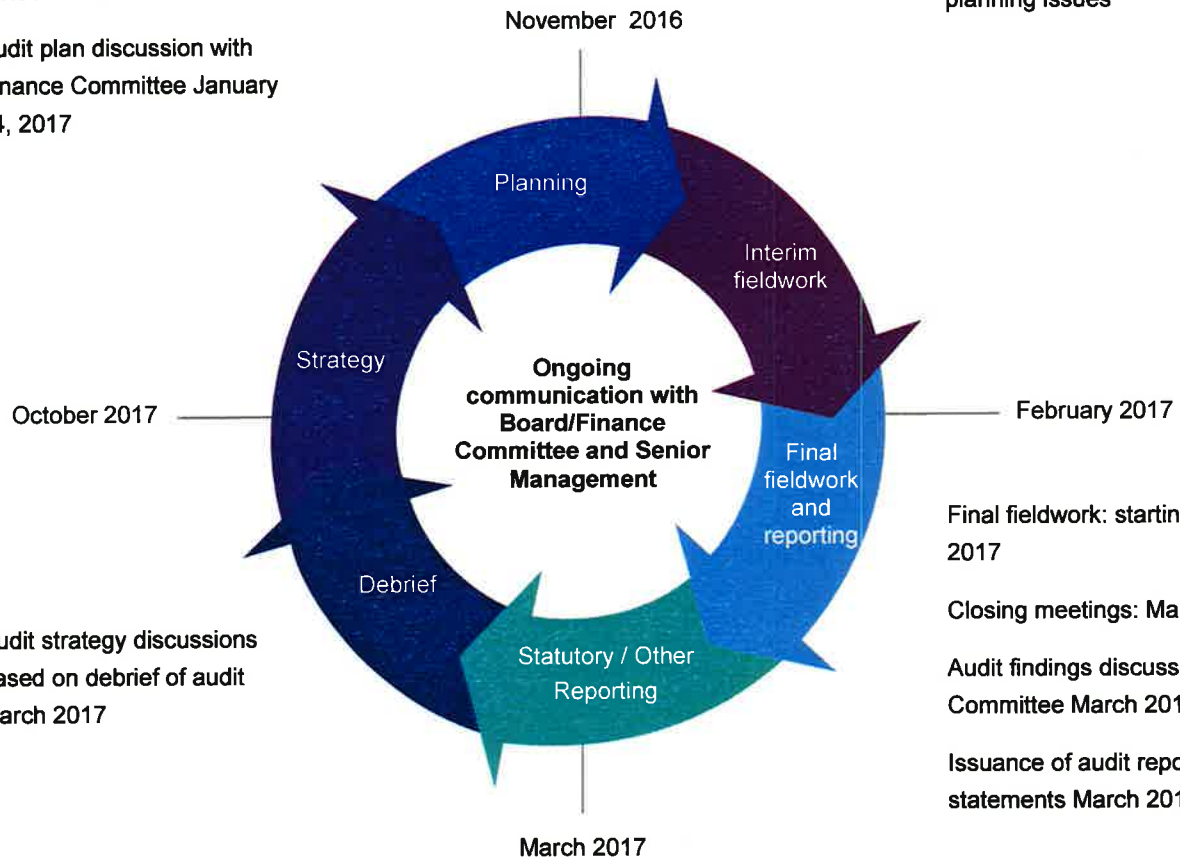 November 2016
planning issues
udit plan discussion with
nance Committee January
4, 2017
Planning
Interim
fieldwork
Strategy
Ongoing
communication with
Board/Finance
Committee and Senior
Management
October 2017
February 2017
Final
fieldwork
and
reporting
Final fieldwork: startin
2017
Closing meetings: Ma
Audit findings discuss
Committee March 201
Issuance of audit repo
statements March 201
Debrief
Statutory / Other
Reporting
udit strategy discussions
ased on debrief of audit
arch 2017
March 2017